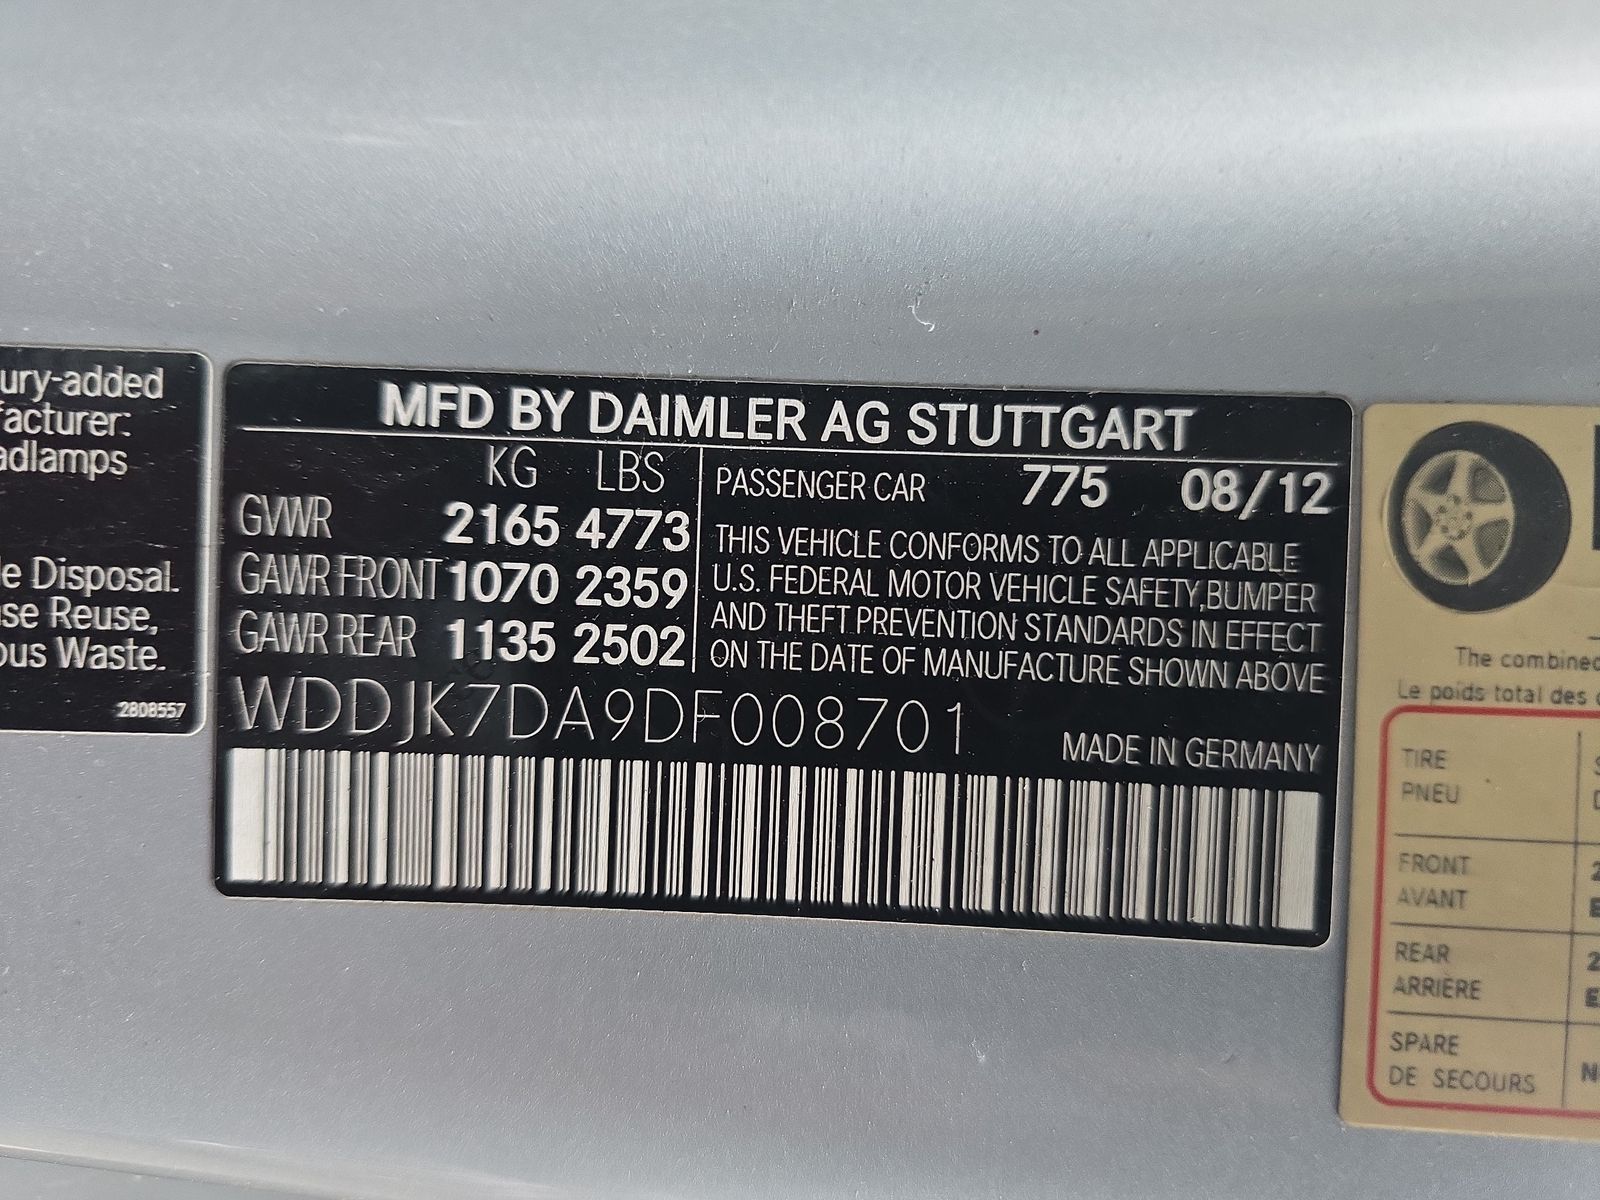 ury-added
facturer:
adlamps
le Disposal.
use Reuse,
ous Waste.
2808557
MFD BY DAIMLER AG STUTTGART
KG LBS
GVWR 2165 4773
GAWR FRONT 1070 2359
GAWR REAR 1135 2502
PASSENGER CAR 775 08/12
THIS VEHICLE CONFORMS TO ALL APPLICABLE
U.S. FEDERAL MOTOR VEHICLE SAFETY,BUMPER
AND THEFT PREVENTION STANDARDS IN EFFECT
ON THE DATE OF MANUFACTURE SHOWN ABOVE
WDDJK7DA9DF008701
MADE IN GERMANY
The combined
Le poids total des
TIRE
PNEU
FRONT
AVANT
REAR
ARRIÈRE
SPARE
DE SECOURS